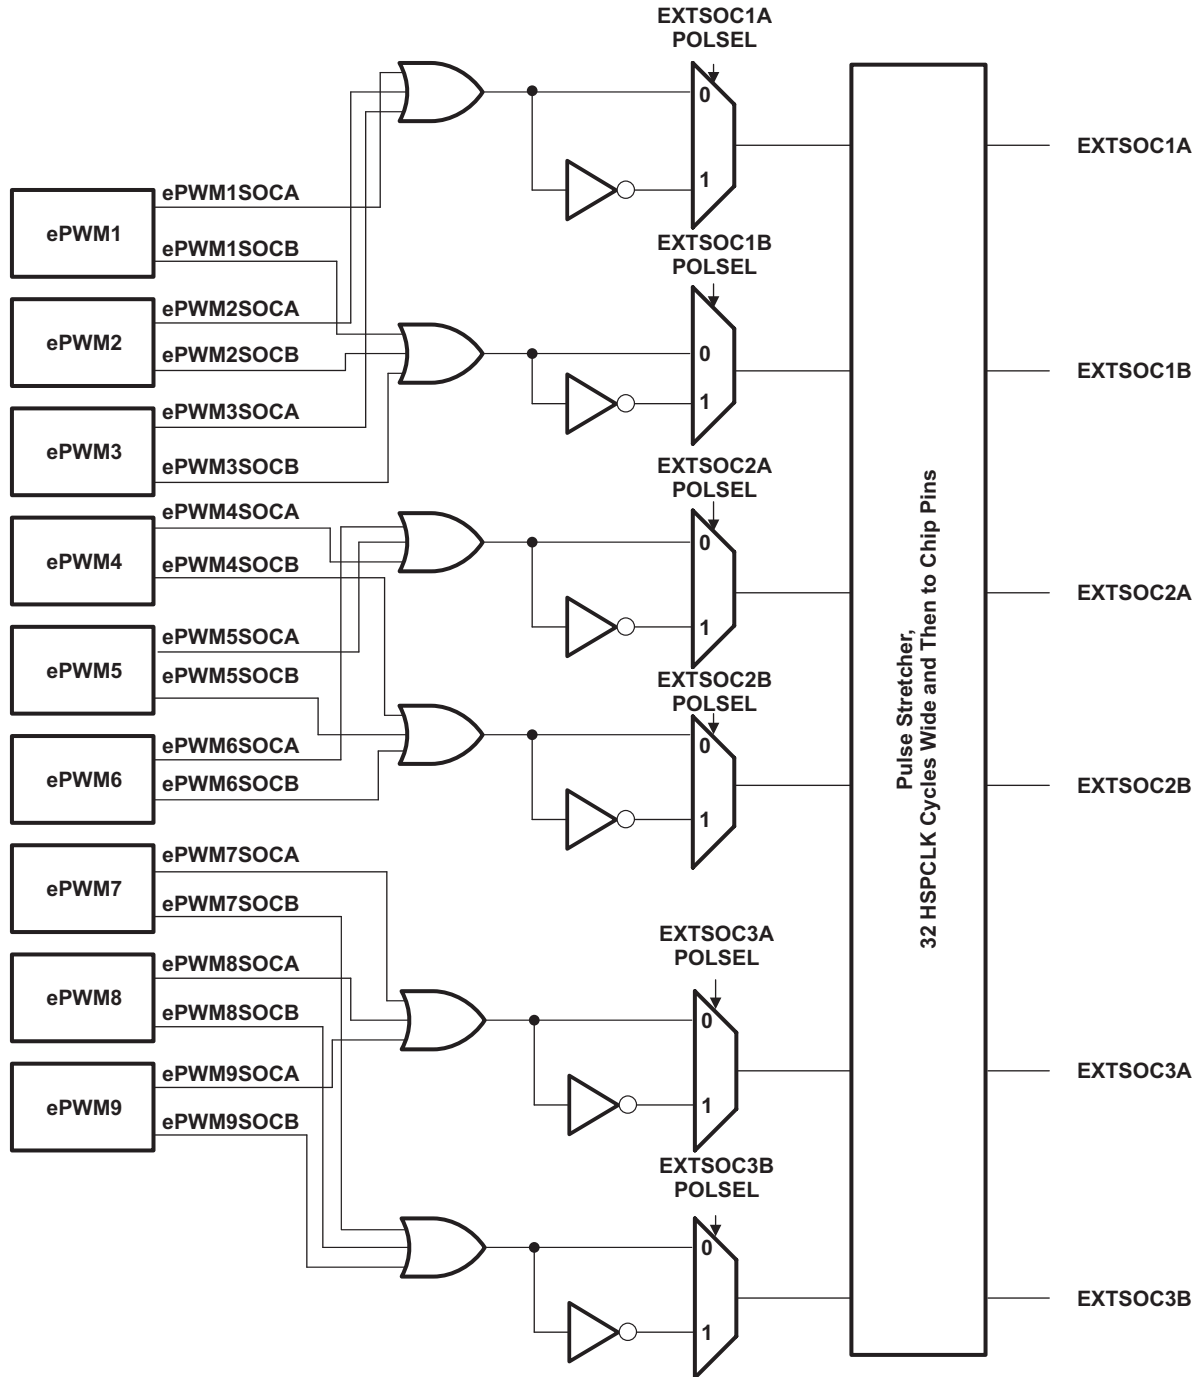 EXTSOC1A
POLSEL
0
1
EXTSOC1A
ePWM1
ePWM1SOCA
ePWM1SOCB
EXTSOC1B
POLSEL
0
1
EXTSOC1B
ePWM2
ePWM2SOCA
ePWM2SOCB
ePWM3
ePWM3SOCA
ePWM3SOCB
EXTSOC2A
POLSEL
0
1
EXTSOC2A
ePWM4
ePWM4SOCA
ePWM4SOCB
ePWM5
ePWM5SOCA
ePWM5SOCB
EXTSOC2B
POLSEL
0
1
EXTSOC2B
ePWM6
ePWM6SOCA
ePWM6SOCB
Pulse Stretcher,
32 HSPCLK Cycles Wide and Then to Chip Pins
ePWM7
ePWM7SOCA
ePWM7SOCB
ePWM8
ePWM8SOCA
ePWM8SOCB
EXTSOC3A
POLSEL
0
1
EXTSOC3A
ePWM9
ePWM9SOCA
ePWM9SOCB
EXTSOC3B
POLSEL
0
1
EXTSOC3B